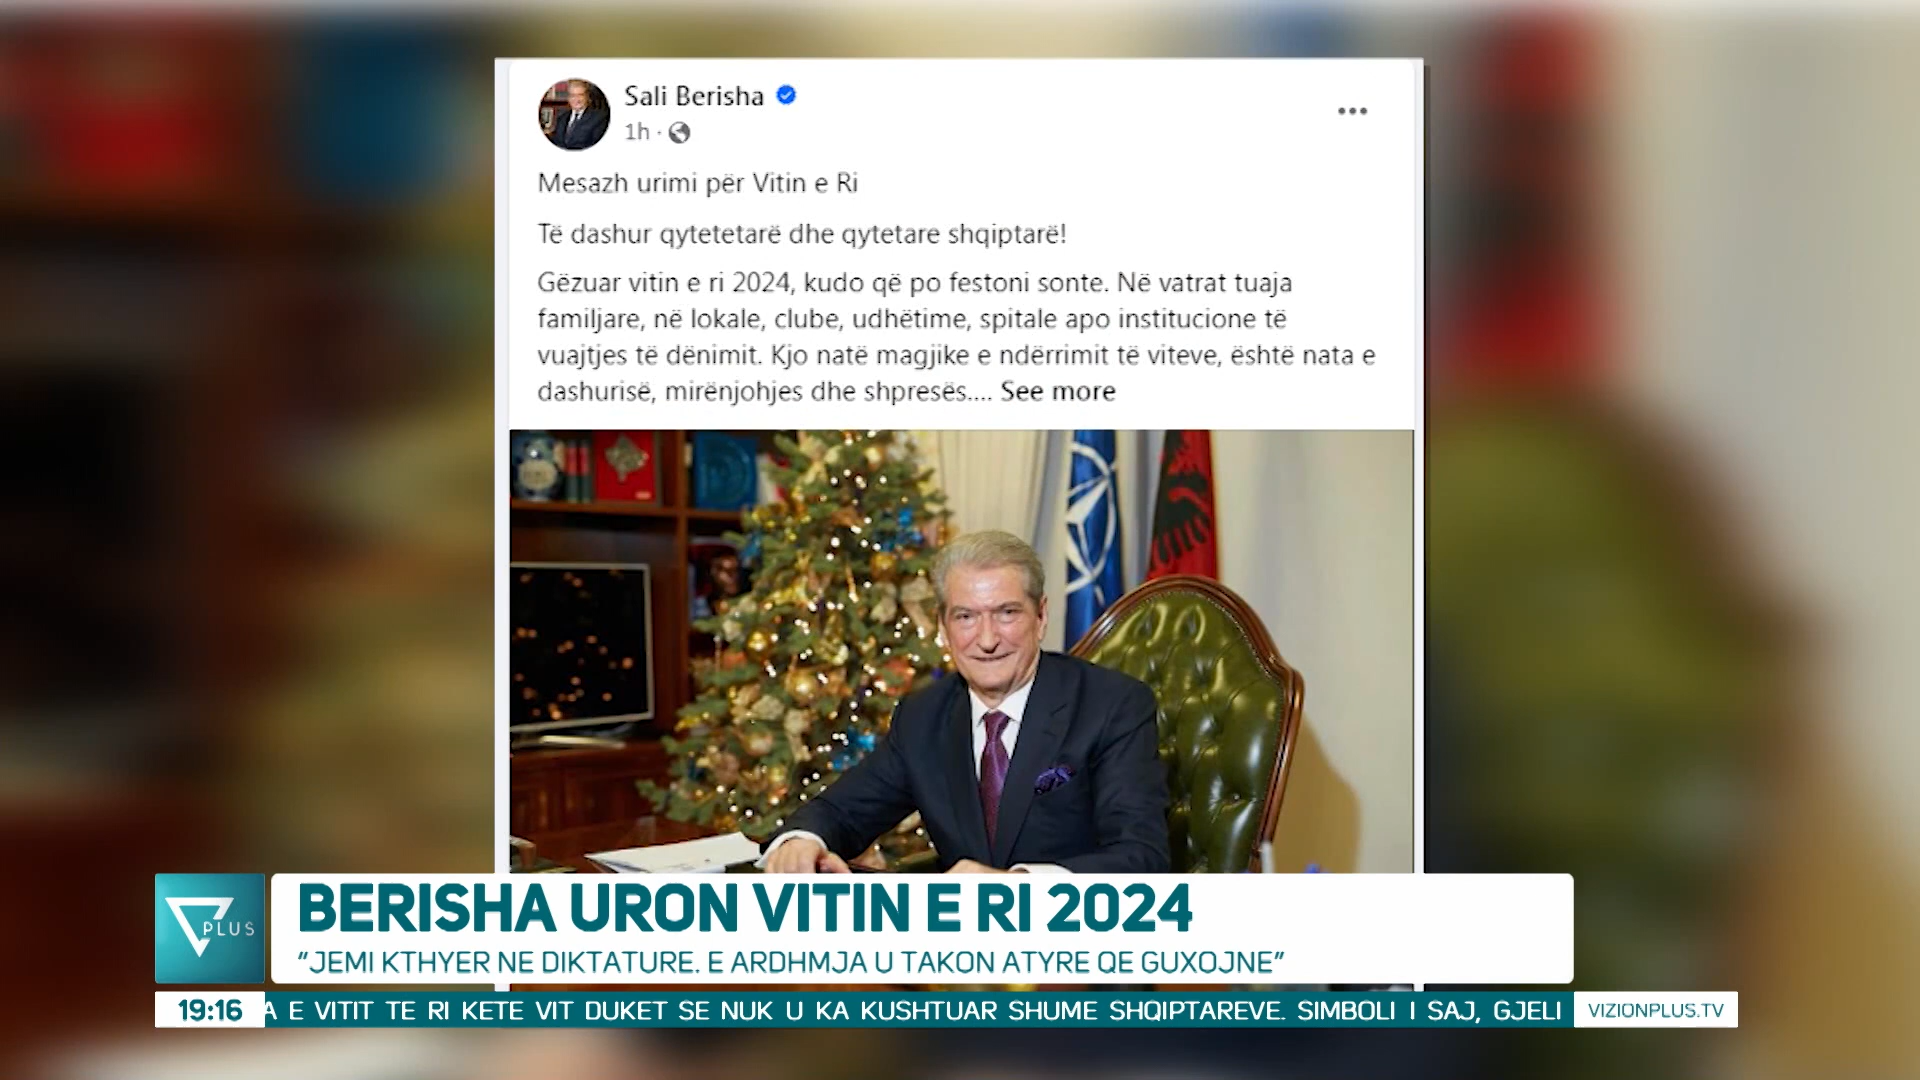 Sali Berisha
1h ·
Mesazh urimi për Vitin e Ri
Të dashur qytetetarë dhe qytetare shqiptarë!
Gëzuar vitin e ri 2024, kudo që po festoni sonte. Në vatrat tuaja
familjare, në lokale, clube, udhëtime, spitale apo institucione të
vuajtjes të dënimit. Kjo natë magjike e ndërrimit të viteve, është nata e
dashurisë, mirënjohjes dhe shpresës.... See more
PLUS
BERISHA URON VITIN E RI 2024
"JEMI KTHYER NE DIKTATURE. E ARDHMJA U TAKON ATYRE QE GUXOJNE"
19:16
A E VITIT TE RI KETE VIT DUKET SE NUK U KA KUSHTUAR SHUME SHQIPTAREVE. SIMBOLI I SAJ, GJELI
VIZIONPLUS.TV